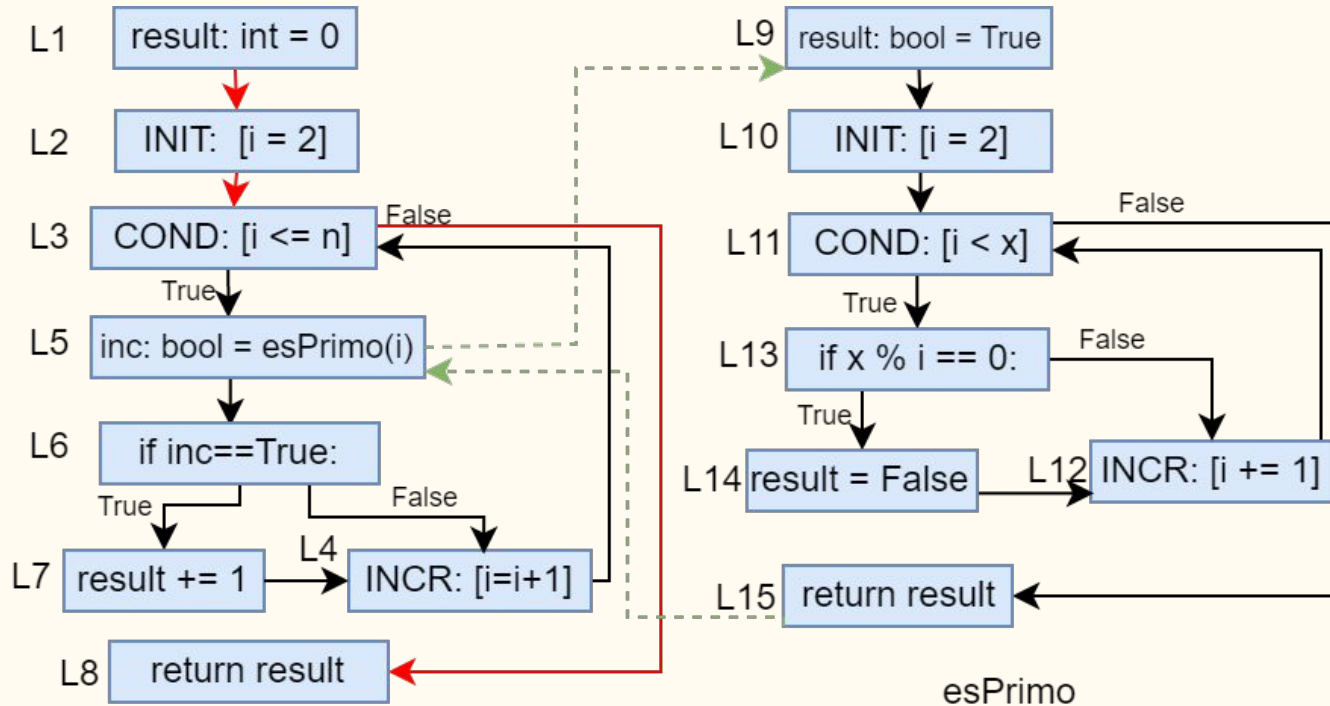 L1
result: int = 0
L2
INIT: [i = 2]
L3
COND: [i <= n]
False
True
L5
inc: bool = esPrimo(i)
L6
if inc==True:
True
False
L7
result += 1
L4
INCR: [i=i+1]
L8
return result
L9
result: bool = True
L10
INIT: [i = 2]
L11
COND: [i < x]
False
True
L13
if x % i == 0:
False
True
L14
result = False
L12
INCR: [i += 1]
L15
return result
esPrimo